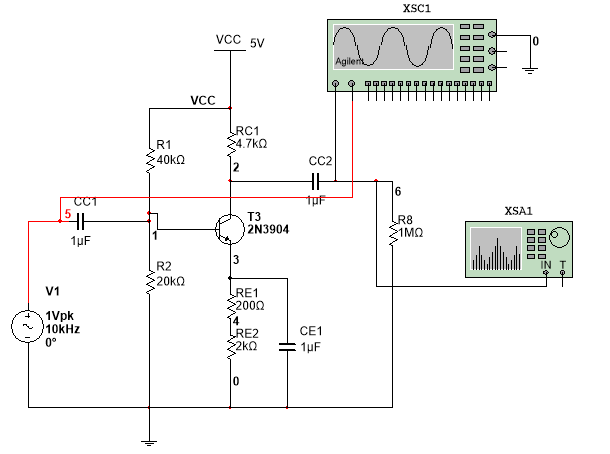 XSC1
VCC 5V
0
Agilent
VCC
R1
40kΩ
RC1
4.7kΩ
2
CC2
1µF
6
CC1
5
1µF
1
T3
2N3904
R8
1MΩ
XSA1
IN T
R2
20kΩ
3
V1
1Vpk
10kHz
0°
RE1
200Ω
4
RE2
2kΩ
CE1
1µF
0